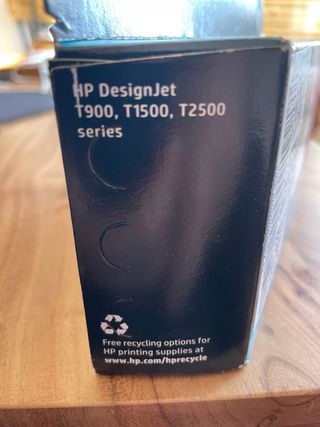 HP DesignJet
T900, T1500, T2500
series
Free recycling options for
HP printing supplies at
www.hp.com/hprecycle